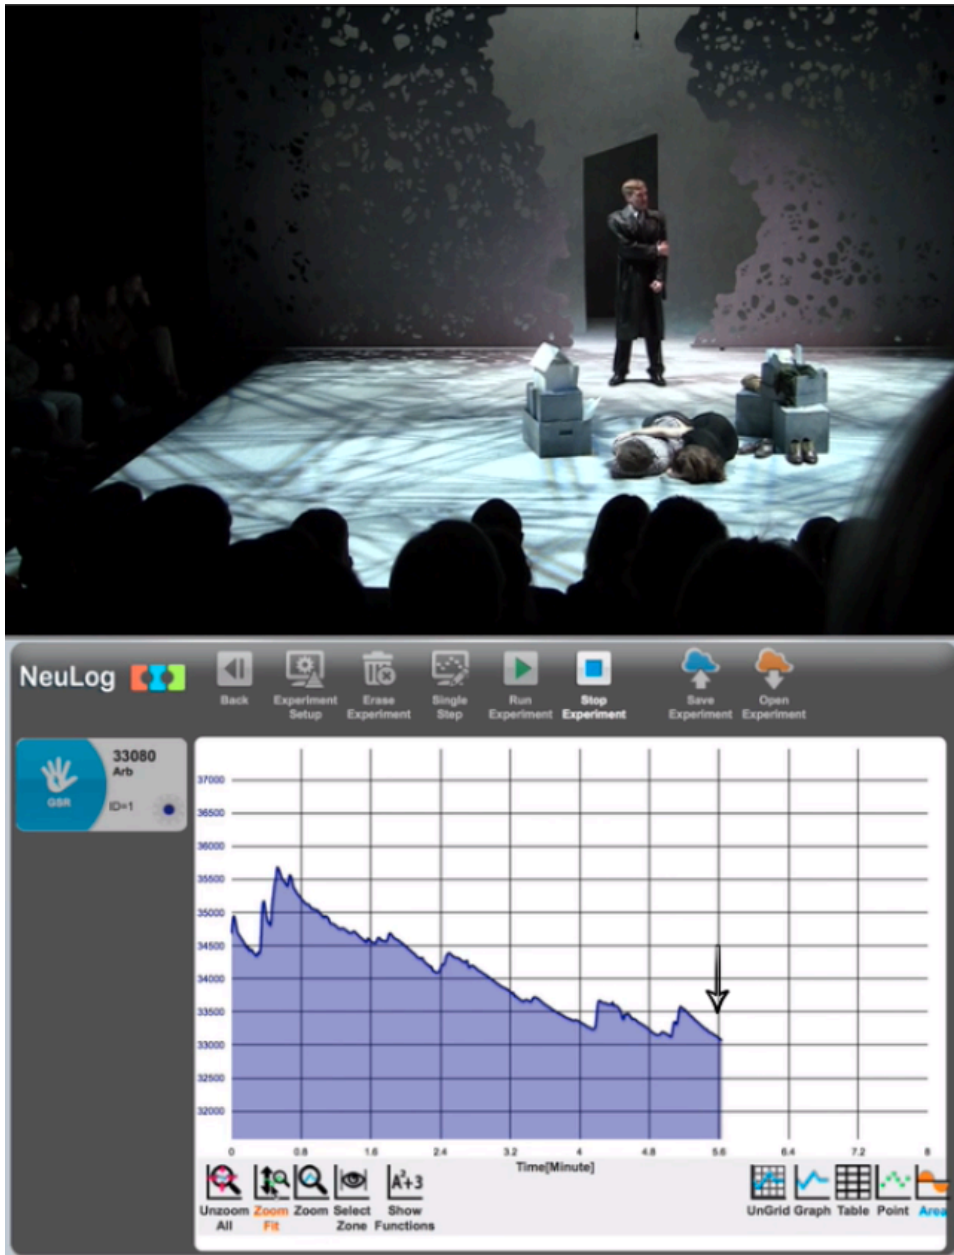 NeuLog
Back
Experiment
Setup
Erase
Experiment
Single
Step
Run
Experiment
Stop
Experiment
Save
Experiment
Open
Experiment
33080
Arb
GSR
ID=1
37000
36500
36000
35500
35000
34500
34000
33500
33000
32500
32000
0 0.8 1.6 2.4 3.2 4 4.8 5.6 6.4 7.2 8
Time[Minute]
A²+3
Unzoom
All
Zoom
Fit
Zoom
Select
Zone
Show
Functions
UnGrid Graph Table Point Area